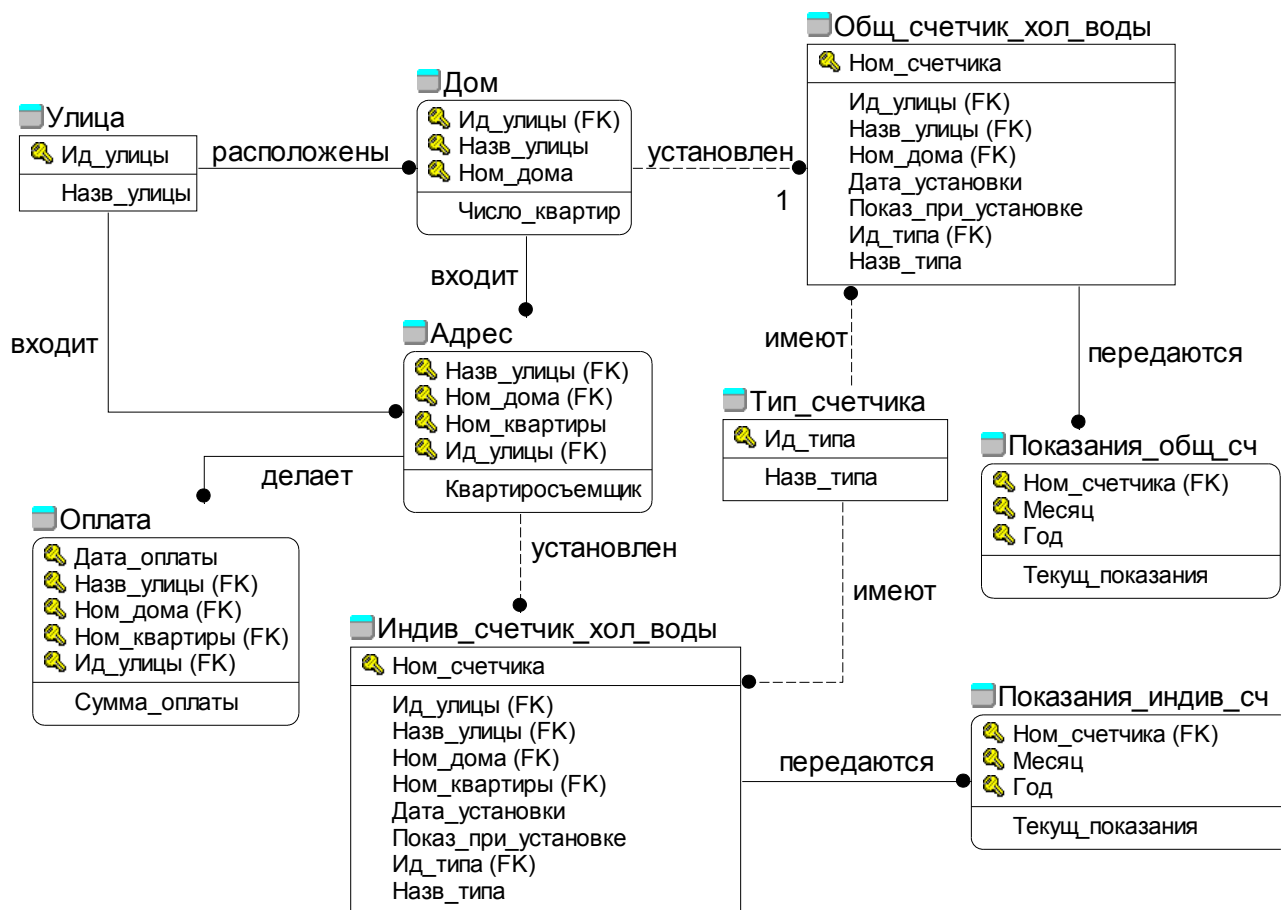 Общ_счетчик_хол_воды
Ном_счетчика
Ид_улицы (FK)
Назв_улицы (FK)
Ном_дома (FK)
Дата_установки
Показ_при_установке
Ид_типа (FK)
Назв_типа
Дом
Ид_улицы (FK)
Назв_улицы
Ном_дома
Число_квартир
Улица
Ид_улицы
Назв_улицы
расположены
установлен
1
входит
входит
Адрес
Назв_улицы (FK)
Ном_дома (FK)
Ном_квартиры
Ид_улицы (FK)
Квартиросъемщик
имеют
передаются
Тип_счетчика
Ид_типа
Назв_типа
Показания_общ_сч
Ном_счетчика (FK)
Месяц
Год
Текущ_показания
делает
Оплата
Дата_оплаты
Назв_улицы (FK)
Ном_дома (FK)
Ном_квартиры (FK)
Ид_улицы (FK)
Сумма_оплаты
установлен
имеют
Индив_счетчик_хол_воды
Ном_счетчика
Ид_улицы (FK)
Назв_улицы (FK)
Ном_дома (FK)
Ном_квартиры (FK)
Дата_установки
Показ_при_установке
Ид_типа (FK)
Назв_типа
передаются
Показания_индив_сч
Ном_счетчика (FK)
Месяц
Год
Текущ_показания